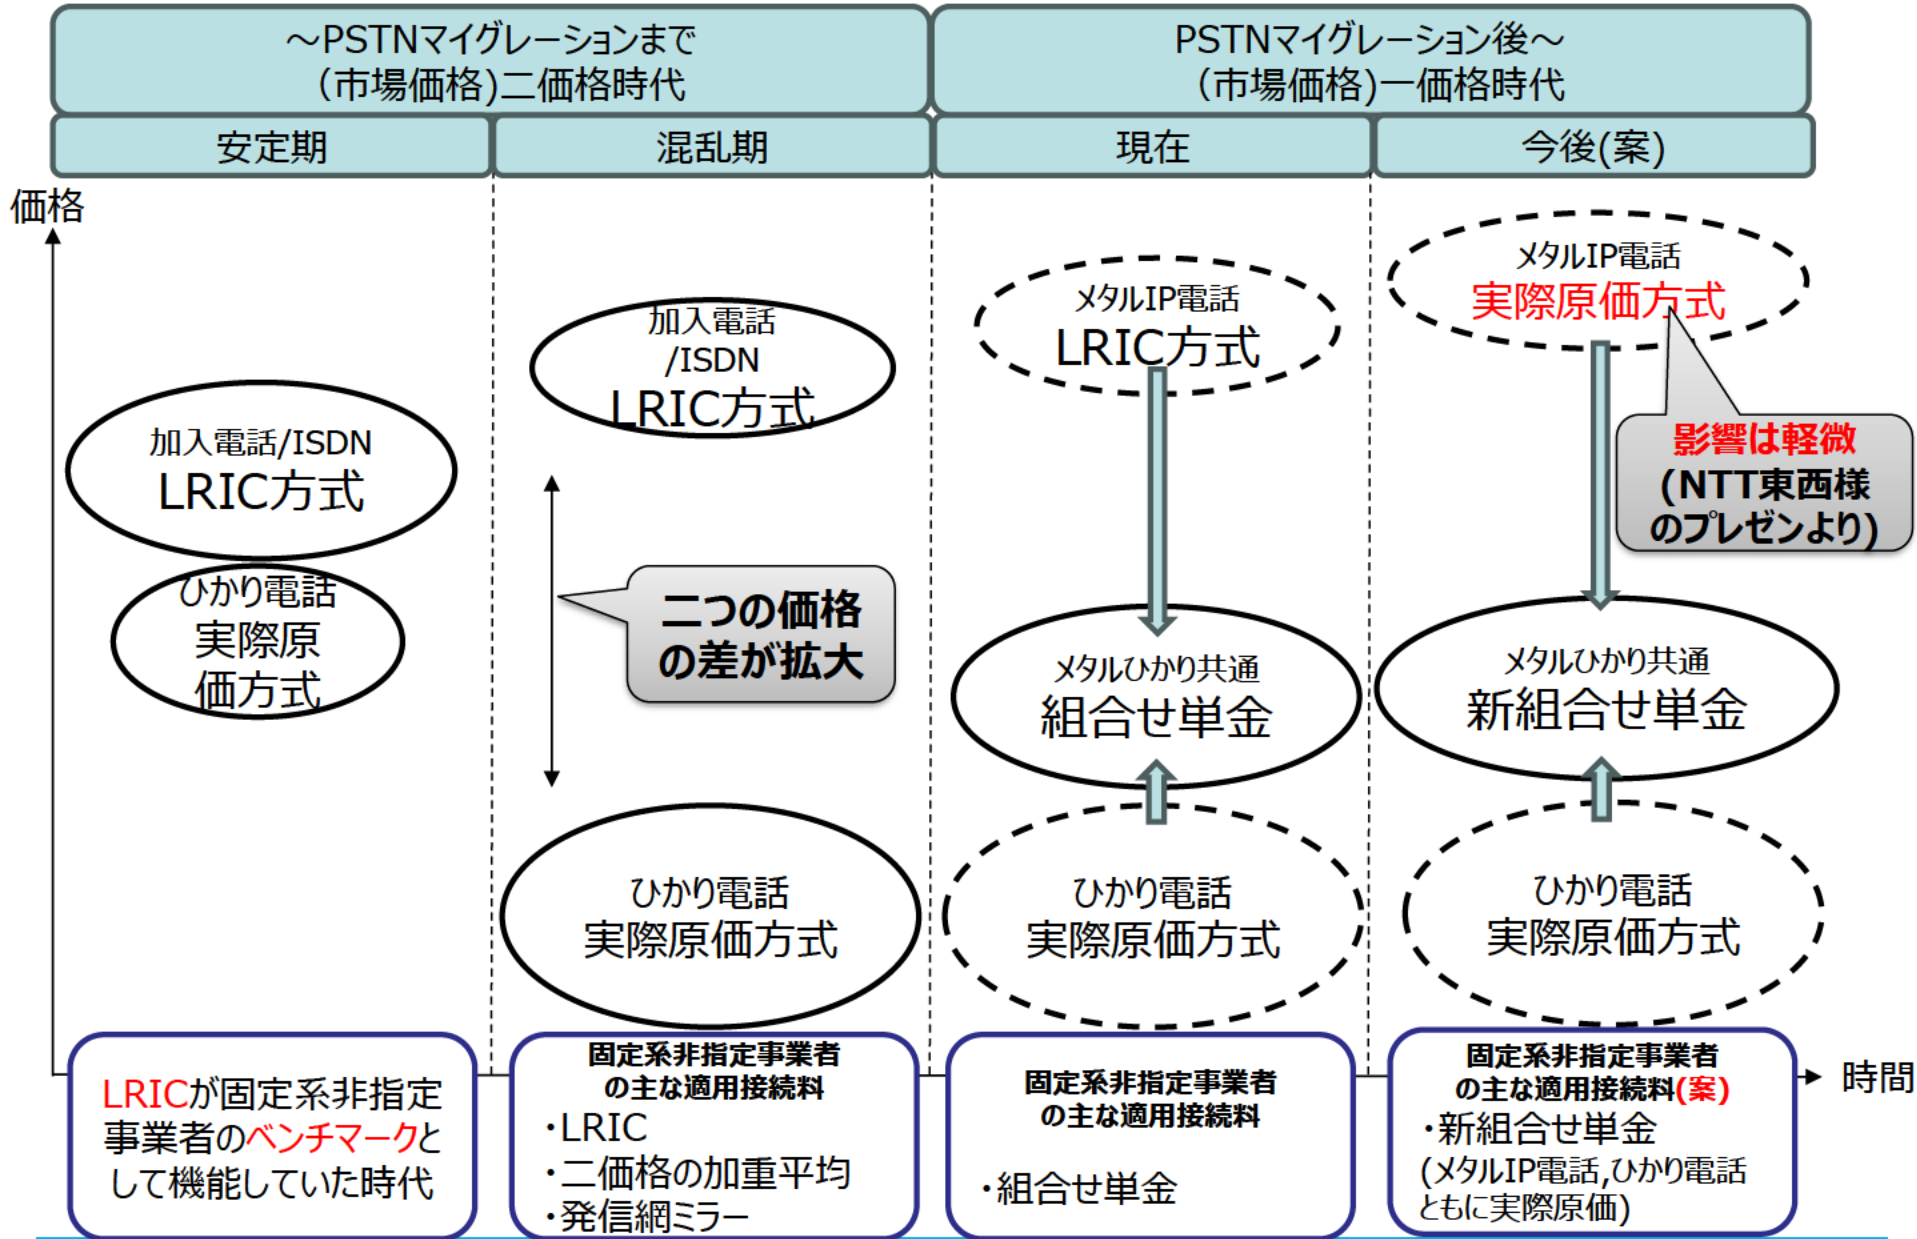 ～PSTNマイグレーションまで
(市場価格)二価格時代
PSTNマイグレーション後～
(市場価格)一価格時代
安定期
混乱期
現在
今後(案)
価格
加入電話/ISDN
LRIC方式
ひかり電話
実際原
価方式
加入電話
/ISDN
LRIC方式
二つの価格
の差が拡大
ひかり電話
実際原価方式
メタルIP電話
LRIC方式
メタルひかり共通
組合せ単金
ひかり電話
実際原価方式
メタルIP電話
実際原価方式
影響は軽微
(NTT東西様
のプレゼンより)
メタルひかり共通
新組合せ単金
ひかり電話
実際原価方式
LRICが固定系非指定
事業者のベンチマークと
して機能していた時代
固定系非指定事業者
の主な適用接続料
・LRIC
・二価格の加重平均
・発信網ミラー
固定系非指定事業者
の主な適用接続料
・組合せ単金
固定系非指定事業者
の主な適用接続料(案)
・新組合せ単金
(メタルIP電話,ひかり電話
ともに実際原価)
時間